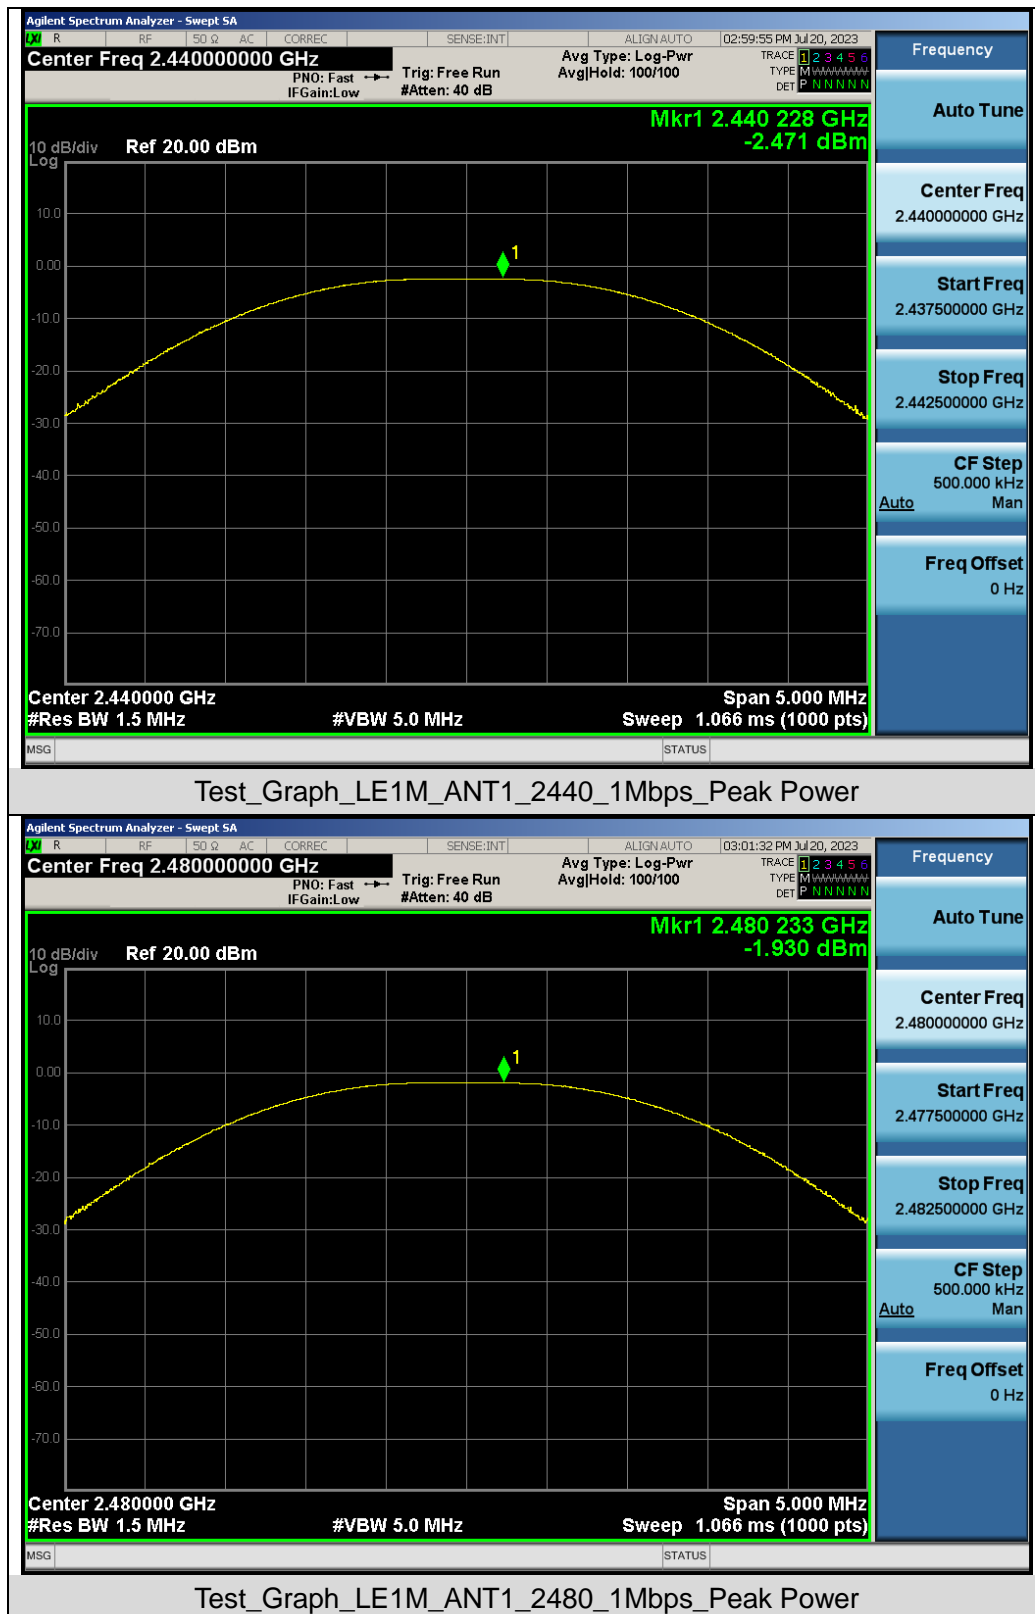 Agilent Spectrum Analyzer - Swept SA
LXI R RF 50 Ω AC CORREC SENSE:INT ALIGN AUTO 02:59:55 PM Jul 20, 2023
Center Freq 2.440000000 GHz
PNO: Fast
IFGain:Low
Trig: Free Run
#Atten: 40 dB
Avg Type: Log-Pwr
Avg|Hold: 100/100
TRACE 1 2 3 4 5 6
TYPE M
DET P N N N N N
Mkr1 2.440 228 GHz
-2.471 dBm
10 dB/div
Log
Ref 20.00 dBm
1
10.0
0.00
-10.0
-20.0
-30.0
-40.0
-50.0
-60.0
-70.0
Center 2.440000 GHz
Span 5.000 MHz
#Res BW 1.5 MHz
#VBW 5.0 MHz
Sweep 1.066 ms (1000 pts)
MSG
STATUS
Frequency
Auto Tune
Center Freq
2.440000000 GHz
Start Freq
2.437500000 GHz
Stop Freq
2.442500000 GHz
CF Step
500.000 kHz
Auto Man
Freq Offset
0 Hz
Test_Graph_LE1M_ANT1_2440_1Mbps_Peak Power
Agilent Spectrum Analyzer - Swept SA
LXI R RF 50 Ω AC CORREC SENSE:INT ALIGN AUTO 03:01:32 PM Jul 20, 2023
Center Freq 2.480000000 GHz
PNO: Fast
IFGain:Low
Trig: Free Run
#Atten: 40 dB
Avg Type: Log-Pwr
Avg|Hold: 100/100
TRACE 1 2 3 4 5 6
TYPE M
DET P N N N N N
Mkr1 2.480 233 GHz
-1.930 dBm
10 dB/div
Log
Ref 20.00 dBm
1
10.0
0.00
-10.0
-20.0
-30.0
-40.0
-50.0
-60.0
-70.0
Center 2.480000 GHz
Span 5.000 MHz
#Res BW 1.5 MHz
#VBW 5.0 MHz
Sweep 1.066 ms (1000 pts)
MSG
STATUS
Frequency
Auto Tune
Center Freq
2.480000000 GHz
Start Freq
2.477500000 GHz
Stop Freq
2.482500000 GHz
CF Step
500.000 kHz
Auto Man
Freq Offset
0 Hz
Test_Graph_LE1M_ANT1_2480_1Mbps_Peak Power